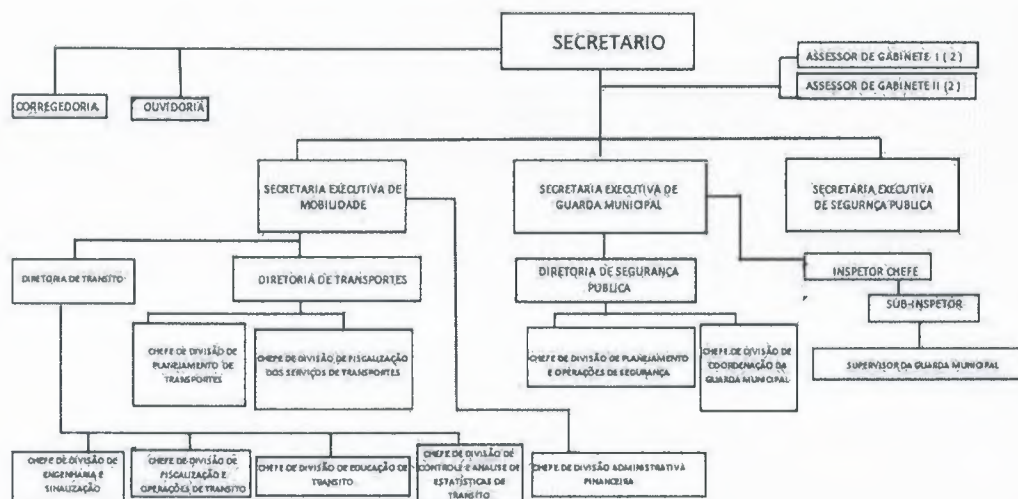 SECRETARIO
ASSESSOR DE GABINETE I ( 2 )
ASSESSOR DE GABINETE II (2)
CORREGEDORIA
OUVIDORIA
SECRETARIA EXECUTIVA DE
MOBILIDADE
SECRETARIA EXECUTIVA DE
GUARDA MUNICIPAL
SECRETARIA EXECUTIVA
DE SEGURNÇA PUBLICA
DIRETORIA DE TRANSITO
DIRETORIA DE TRANSPORTES
DIRETORIA DE SEGURANÇA
PUBLICA
INSPETOR CHEFE
SUB-INSPETOR
CHEFE DE DIVISÃO DE
PLANEJAMENTO DE
TRANSPORTES
CHEFE DE DIVISÃO DE FISCALIZAÇÃO
DOS SERVIÇOS DE TRANSPORTES
CHEFE DE DIVISÃO DE PLANEJAMENTO
E OPERAÇÕES DE SEGURANÇA
CHEFE DE DIVISÃO DE
COORDENAÇÃO DA
GUARDA MUNICIPAL
SUPERVISOR DA GUARDA MUNICIPAL
CHEFE DE DIVISÃO DE
ENGENHARIA E
SINALIZAÇÃO
CHEFE DE DIVISÃO DE
FISCALIZAÇÃO E
OPERAÇÕES DE TRANSITO
CHEFE DE DIVISÃO DE EDUCAÇÃO DE
TRANSITO
CHEFE DE DIVISÃO DE
CONTROLE E ANALISE DE
ESTATÍSTICAS DE
TRANSITO
CHEFE DE DIVISÃO ADMINISTRATIVA
FINANCEIRA